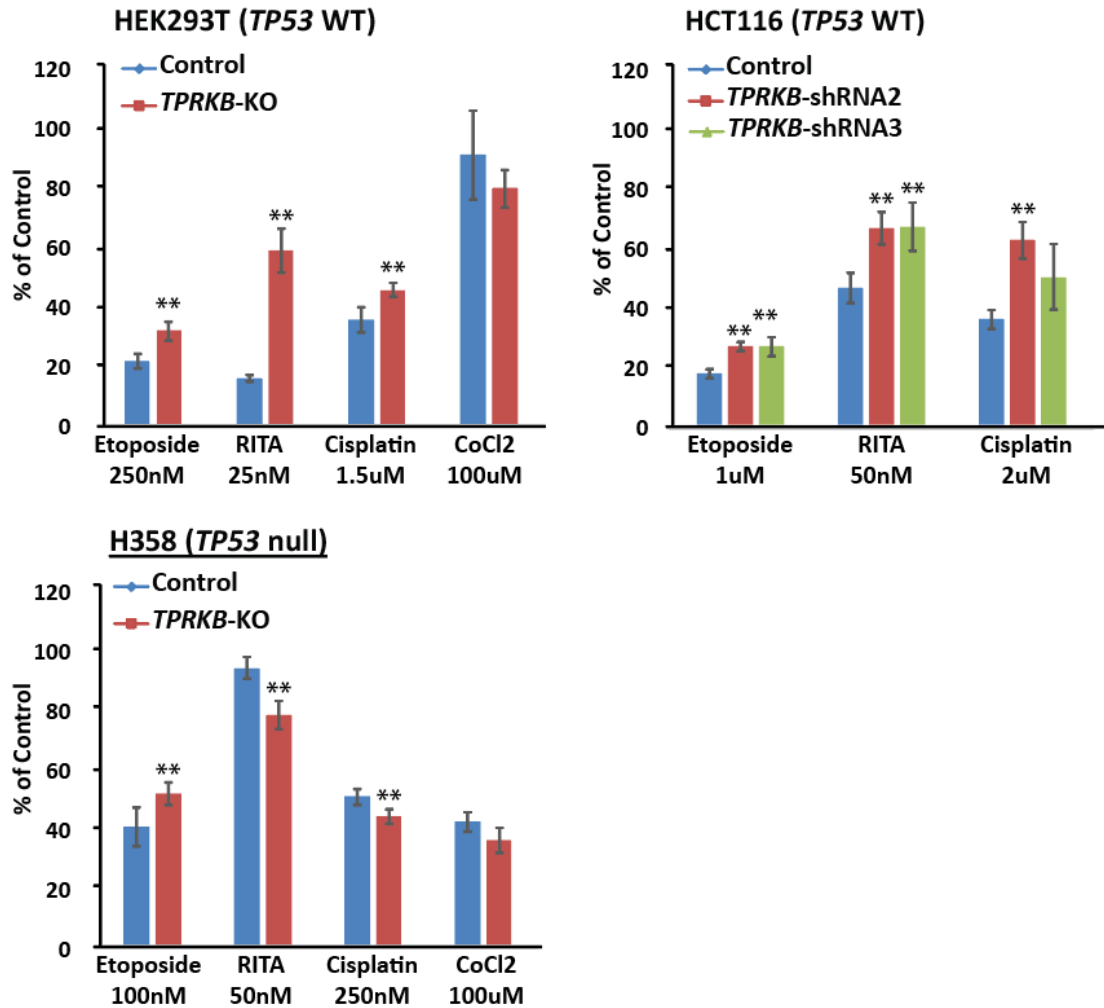 HEK293T (TP53 WT)
% of Control
120
100
80
60
40
20
0
Control
TPRKB-KO
**
**
**
Etoposide RITA Cisplatin CoCl2
250nM 25nM 1.5uM 100uM
HCT116 (TP53 WT)
% of Control
120
100
80
60
40
20
0
Control
TPRKB-shRNA2
TPRKB-shRNA3
** **
** **
**
Etoposide RITA Cisplatin
1uM 50nM 2uM
H358 (TP53 null)
% of Control
120
100
80
60
40
20
0
Control
TPRKB-KO
**
**
**
Etoposide RITA Cisplatin CoCl2
100nM 50nM 250nM 100uM